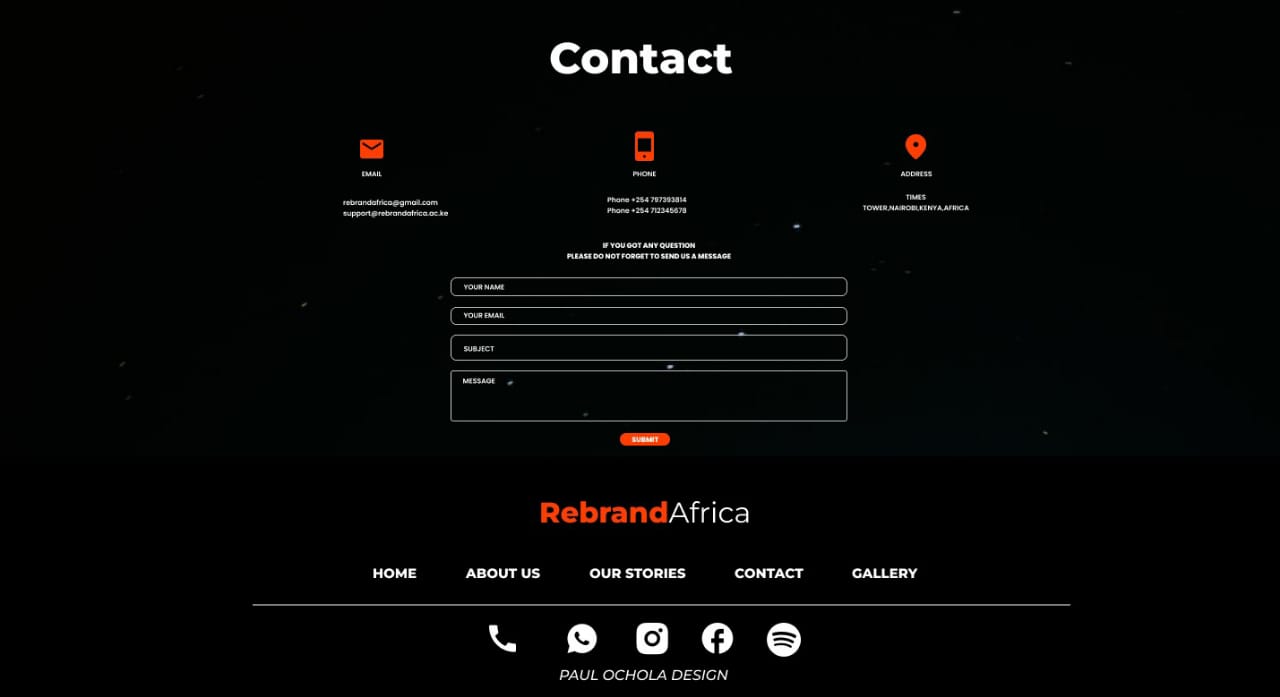 Contact
EMAIL
rebrandafrica@gmail.com
support@rebrandafrica.ac.ke
PHONE
Phone +254 797393814
Phone +254 712345678
ADDRESS
TIMES
TOWER,NAIROBI,KENYA,AFRICA
IF YOU GOT ANY QUESTION
PLEASE DO NOT FORGET TO SEND US A MESSAGE
YOUR NAME
YOUR EMAIL
SUBJECT
MESSAGE
SUBMIT
RebrandAfrica
HOME ABOUT US OUR STORIES CONTACT GALLERY
PAUL OCHOLA DESIGN